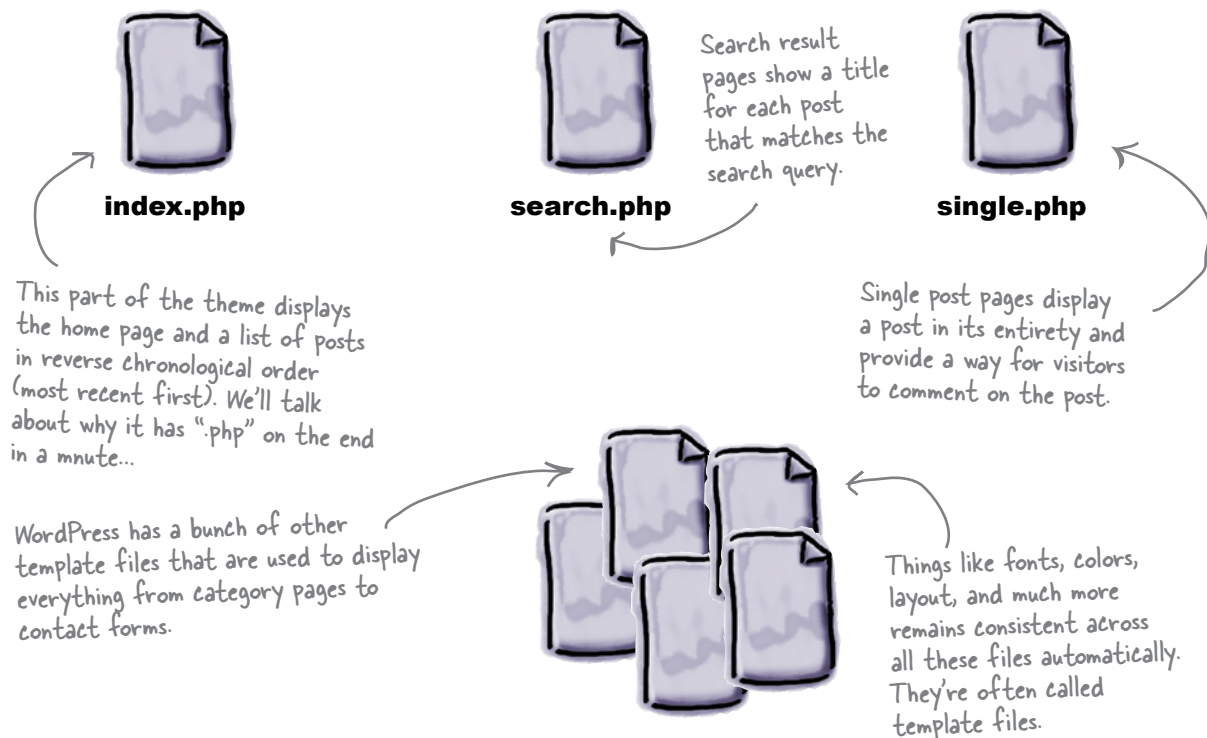 index.php
search.php
single.php
Search result
pages show a title
for each post
that matches the
search query.
This part of the theme displays
the home page and a list of posts
in reverse chronological order
(most recent first). We'll talk
about why it has ".php" on the end
in a mnute...
Single post pages display
a post in its entirety and
provide a way for visitors
to comment on the post.
WordPress has a bunch of other
template files that are used to display
everything from category pages to
contact forms.
Things like fonts, colors,
layout, and much more
remains consistent across
all these files automatically.
They're often called
template files.